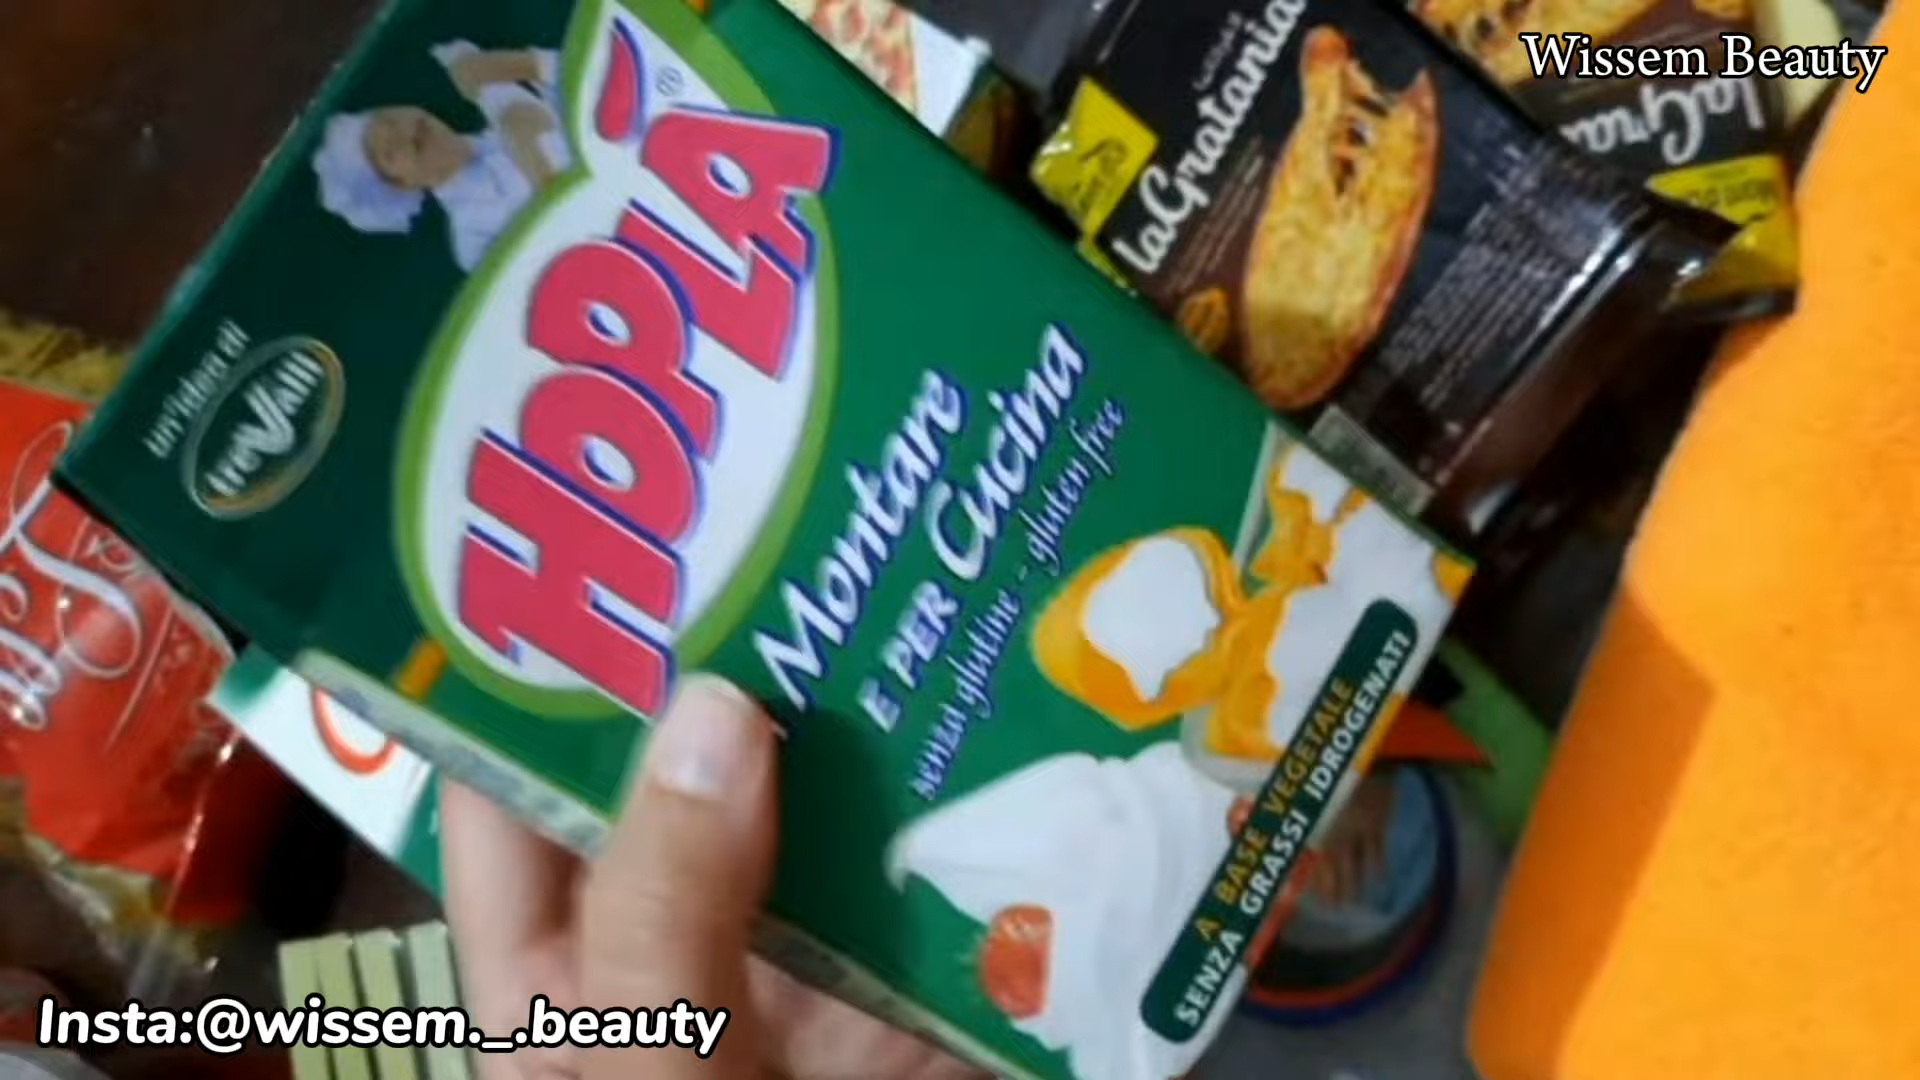 Wissem Beauty
HOPLÀ
®
un'idea di
treValli
Montare
E PER Cucina
senza glutine - gluten free
A BASE VEGETALE
SENZA GRASSI IDROGENATI
laGratania
laGra
Insta:@wissem._.beauty